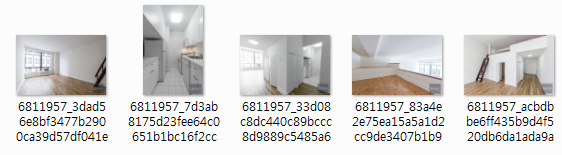 6811957_3dad5
6e8bf3477b290
0ca39d57df041e
6811957_7d3ab
8175d23fee64c0
651b1bc16f2cc
6811957_33d08
c8dc440c89bccc
8d9889c5485a6
6811957_83a4e
2e75ea15a5a1d2
cc9de3407b1b9
6811957_acbdb
be6ff435b9d4f5
20db6da1ada9a